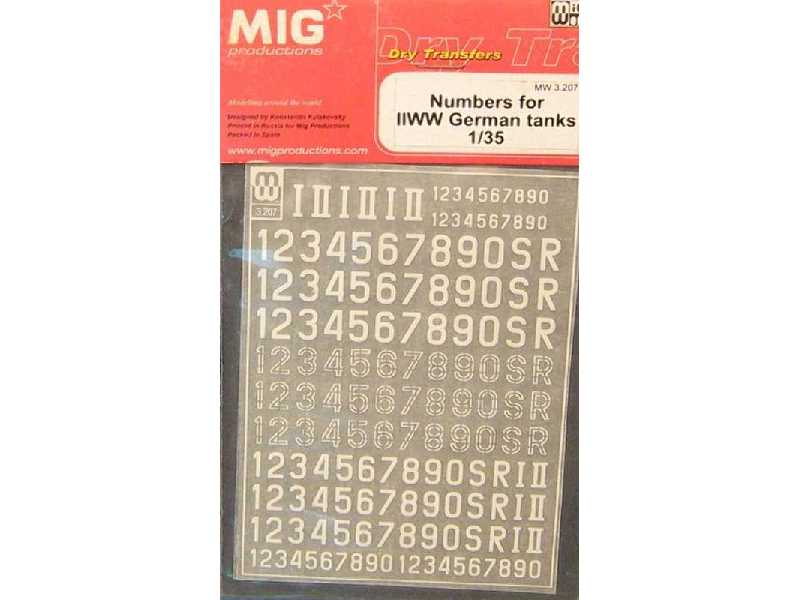 MIG
productions
Dry Transfers
Dry Tra
MW 3.207
Modelling around the world
Designed by Konstantin Kulakovsky
Printed in Russia for Mig Productions
Packed in Spain
www.migproductions.com
Numbers for
IIWW German tanks
1/35
3.207
I II I II I II
1234567890
1234567890
1234567890SR
1234567890SR
1234567890SR
1234567890SR
1234567890SR
1234567890SR
1234567890SRI II
1234567890SRI II
1234567890SRI II
1234567890 1234567890